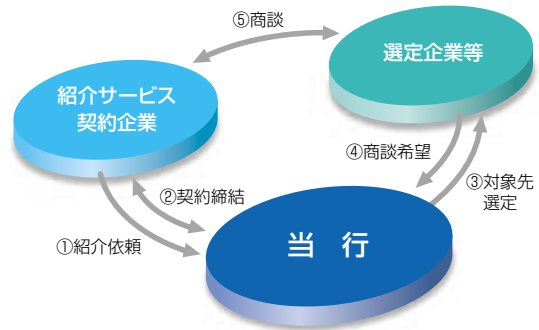 ⑤商談
選定企業等
紹介サービス
契約企業
④商談希望
③対象先
選定
②契約締結
①紹介依頼
当 行